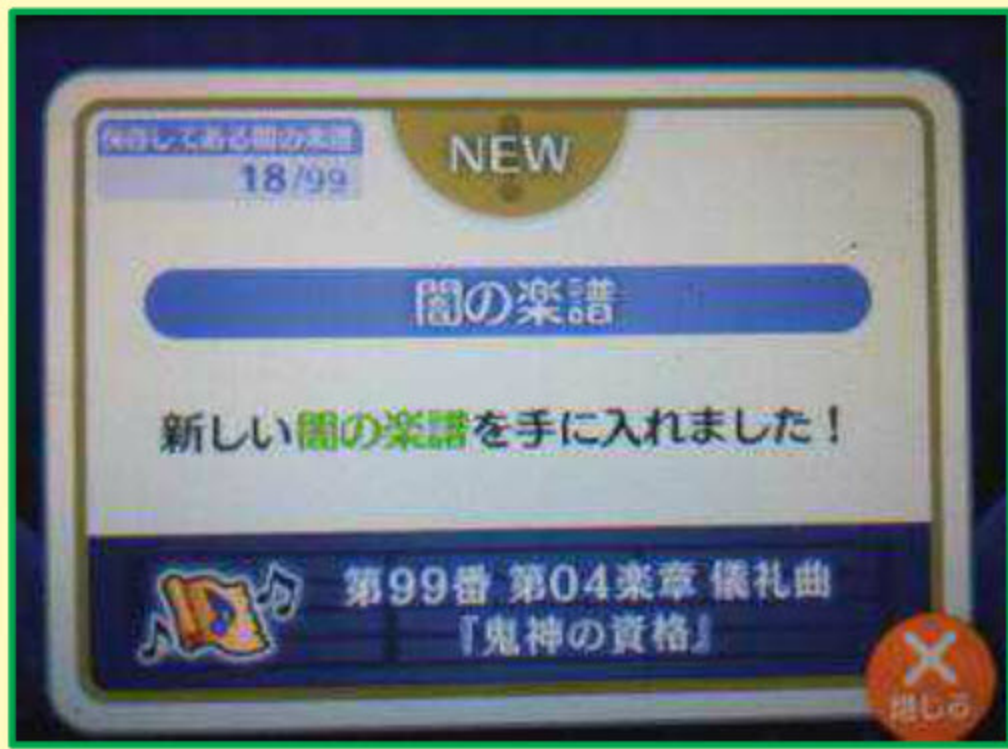 保存してある闇の楽譜
18/99
NEW
闇の楽譜
新しい闇の楽譜を手に入れました！
第99番 第04楽章 儀礼曲
『鬼神の資格』
閉じる